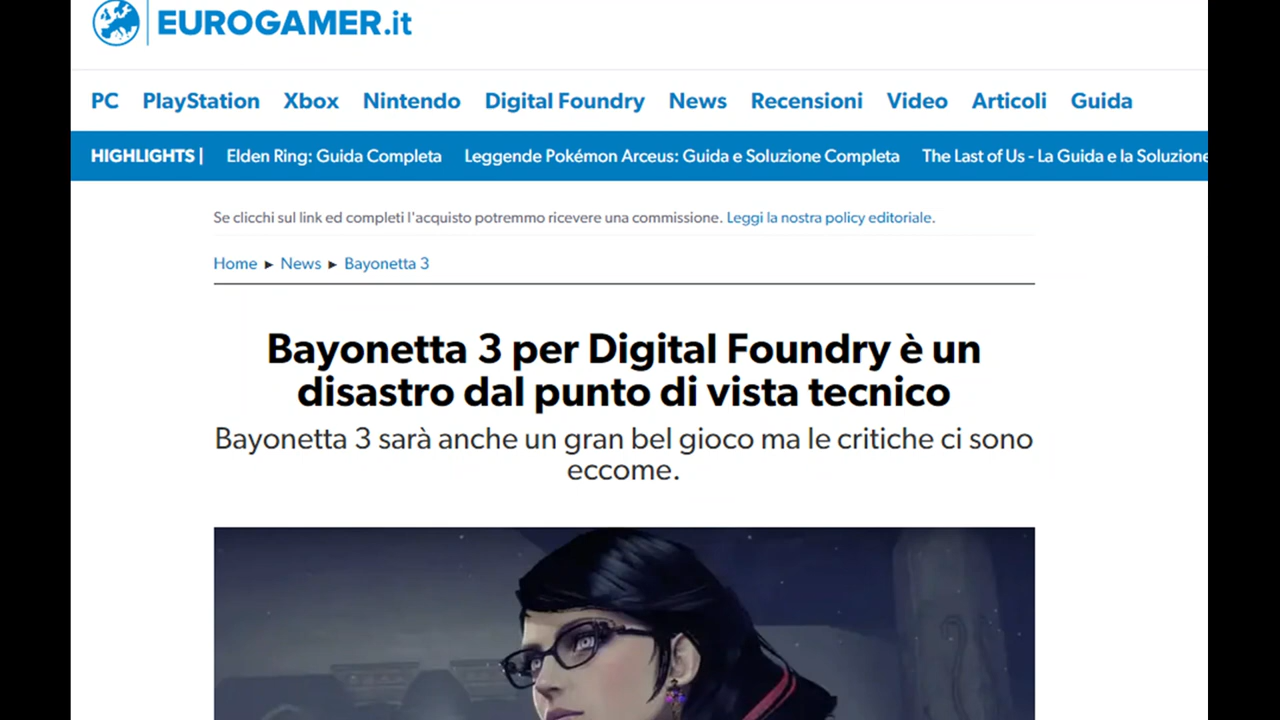 EUROGAMER.it
PC PlayStation Xbox Nintendo Digital Foundry News Recensioni Video Articoli Guida
HIGHLIGHTS | Elden Ring: Guida Completa Leggende Pokémon Arceus: Guida e Soluzione Completa The Last of Us - La Guida e la Soluzione
Se clicchi sul link ed completi l'acquisto potremmo ricevere una commissione. Leggi la nostra policy editoriale.
Home ► News ► Bayonetta 3
Bayonetta 3 per Digital Foundry è un
disastro dal punto di vista tecnico
Bayonetta 3 sarà anche un gran bel gioco ma le critiche ci sono
eccome.